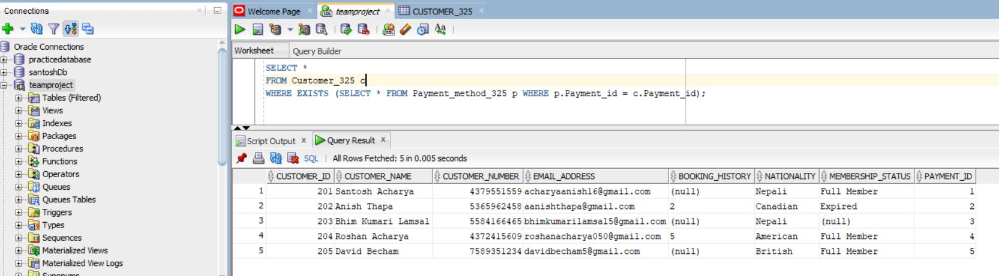 Connections
Oracle Connections
practicedatabase
santoshDb
teamproject
Tables (Filtered)
Views
Indexes
Packages
Procedures
Functions
Operators
Queues
Queues Tables
Triggers
Types
Sequences
Materialized Views
Materialized View Logs
Synonyms
Welcome Page teamproject CUSTOMER_325
Worksheet Query Builder
SELECT *
FROM Customer_325 c
WHERE EXISTS (SELECT * FROM Payment_method_325 p WHERE p.Payment_id = c.Payment_id);
Script Output Query Result
SQL All Rows Fetched: 5 in 0.005 seconds
CUSTOMER_ID CUSTOMER_NAME CUSTOMER_NUMBER EMAIL_ADDRESS BOOKING_HISTORY NATIONALITY MEMBERSHIP_STATUS PAYMENT_ID
1 201 Santosh Acharya 4379551559 acharyaanish16@gmail.com (null) Nepali Full Member 1
2 202 Anish Thapa 5365962458 aanishthapa@gmail.com 2 Canadian Expired 2
3 203 Bhim Kumari Lamsal 5584166465 bhimkumarilamsal5@gmail.com (null) Nepali (null) 3
4 204 Roshan Acharya 4372415609 roshanacharya050@gmail.com 5 American Full Member 4
5 205 David Becham 7589351234 davidbecham5@gmail.com (null) British Full Member 5